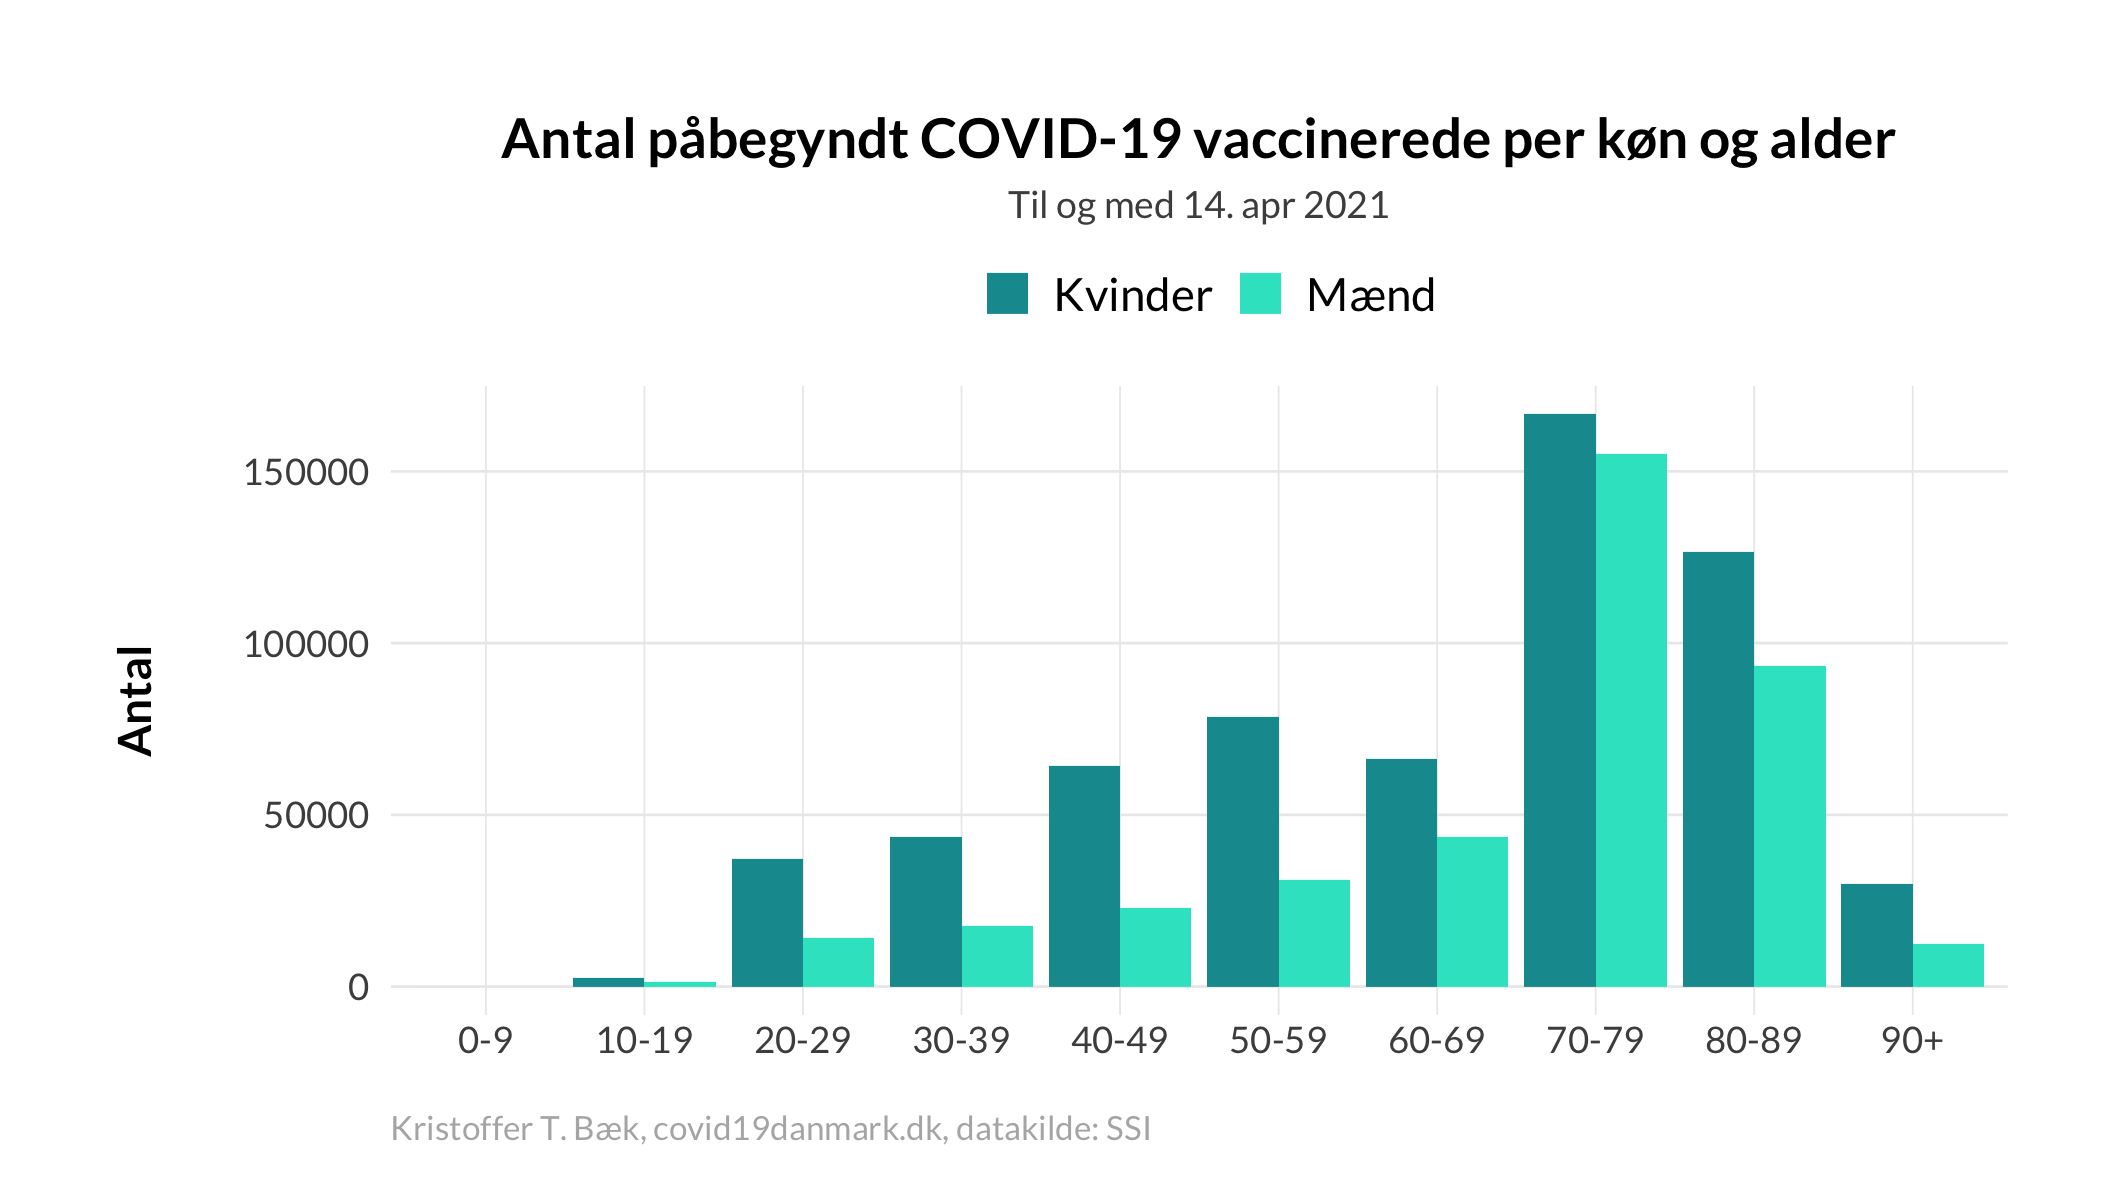 Antal påbegyndt COVID-19 vaccinerede per køn og alder
Til og med 14. apr 2021
Kvinder Mænd
Antal
150000
100000
50000
0
0-9 10-19 20-29 30-39 40-49 50-59 60-69 70-79 80-89 90+
Kristoffer T. Bæk, covid19danmark.dk, datakilde: SSI